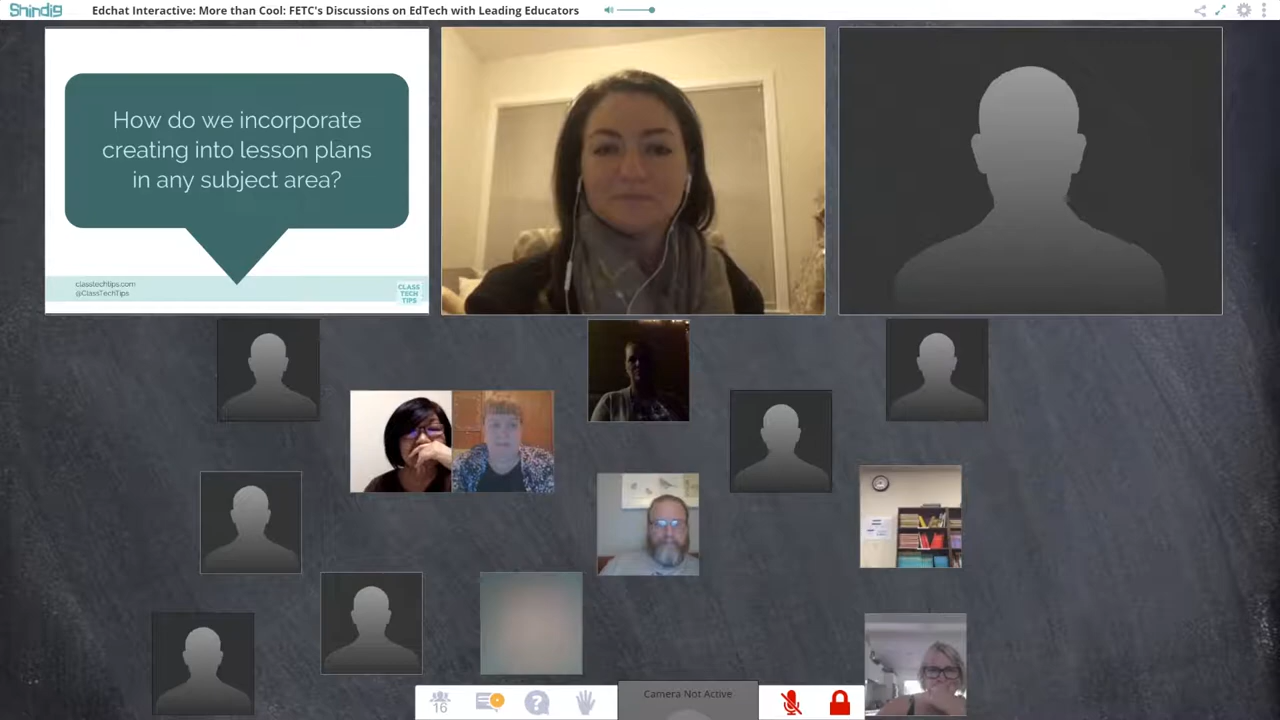 Shindig
Edchat Interactive: More than Cool: FETC's Discussions on EdTech with Leading Educators
How do we incorporate
creating into lesson plans
in any subject area?
classtechtips.com
@ClassTechTips
CLASS
TECH
TIPS
16
Camera Not Active